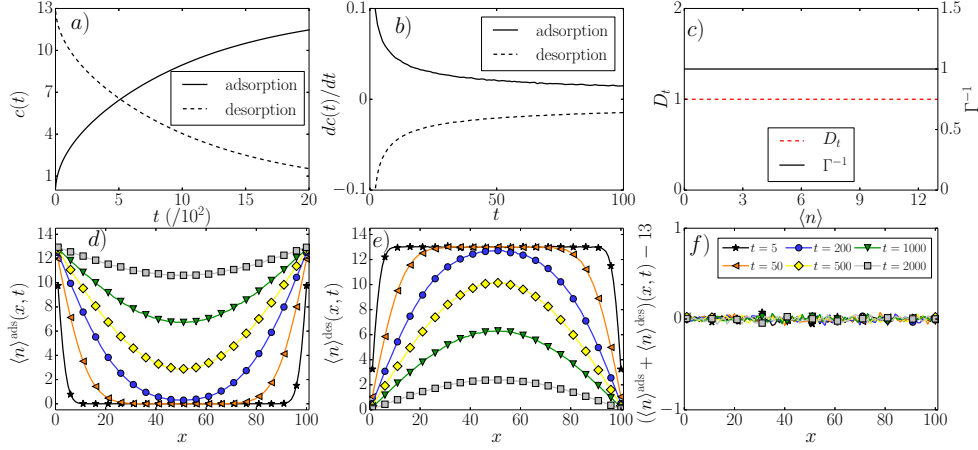 a)
c(t)
13
10
7
4
1
adsorption
desorption
0 5 10 15 20
t (/10²)
b)
dc(t)/dt
0.1
0
−0.1
adsorption
desorption
0 50 100
t
c)
D_t
2
1
0
1.5
1
0.5
0
Γ⁻¹
D_t
Γ⁻¹
0 3 6 9 12
⟨n⟩
d)
⟨n⟩^ads(x, t)
14
12
10
8
6
4
2
0
0 20 40 60 80 100
x
e)
⟨n⟩^des(x, t)
14
12
10
8
6
4
2
0
0 20 40 60 80 100
x
f)
(⟨n⟩^ads + ⟨n⟩^des)(x, t) − 13
1
0
−1
t = 5 t = 200 t = 1000
t = 50 t = 500 t = 2000
0
0 20 40 60 80 100
x